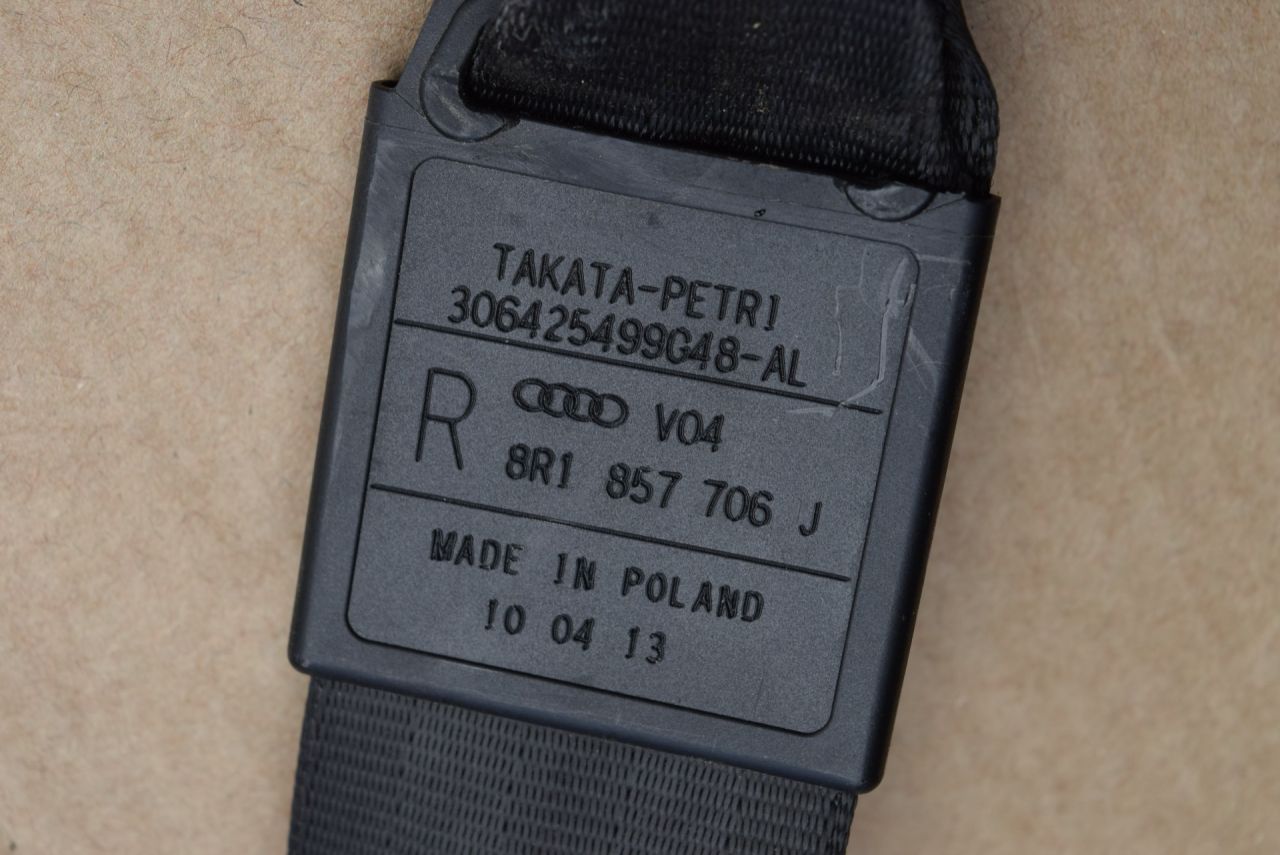 TAKATA-PETRI
306425499G48-AL
R V04
8R1 857 706 J
MADE IN POLAND
10 04 13